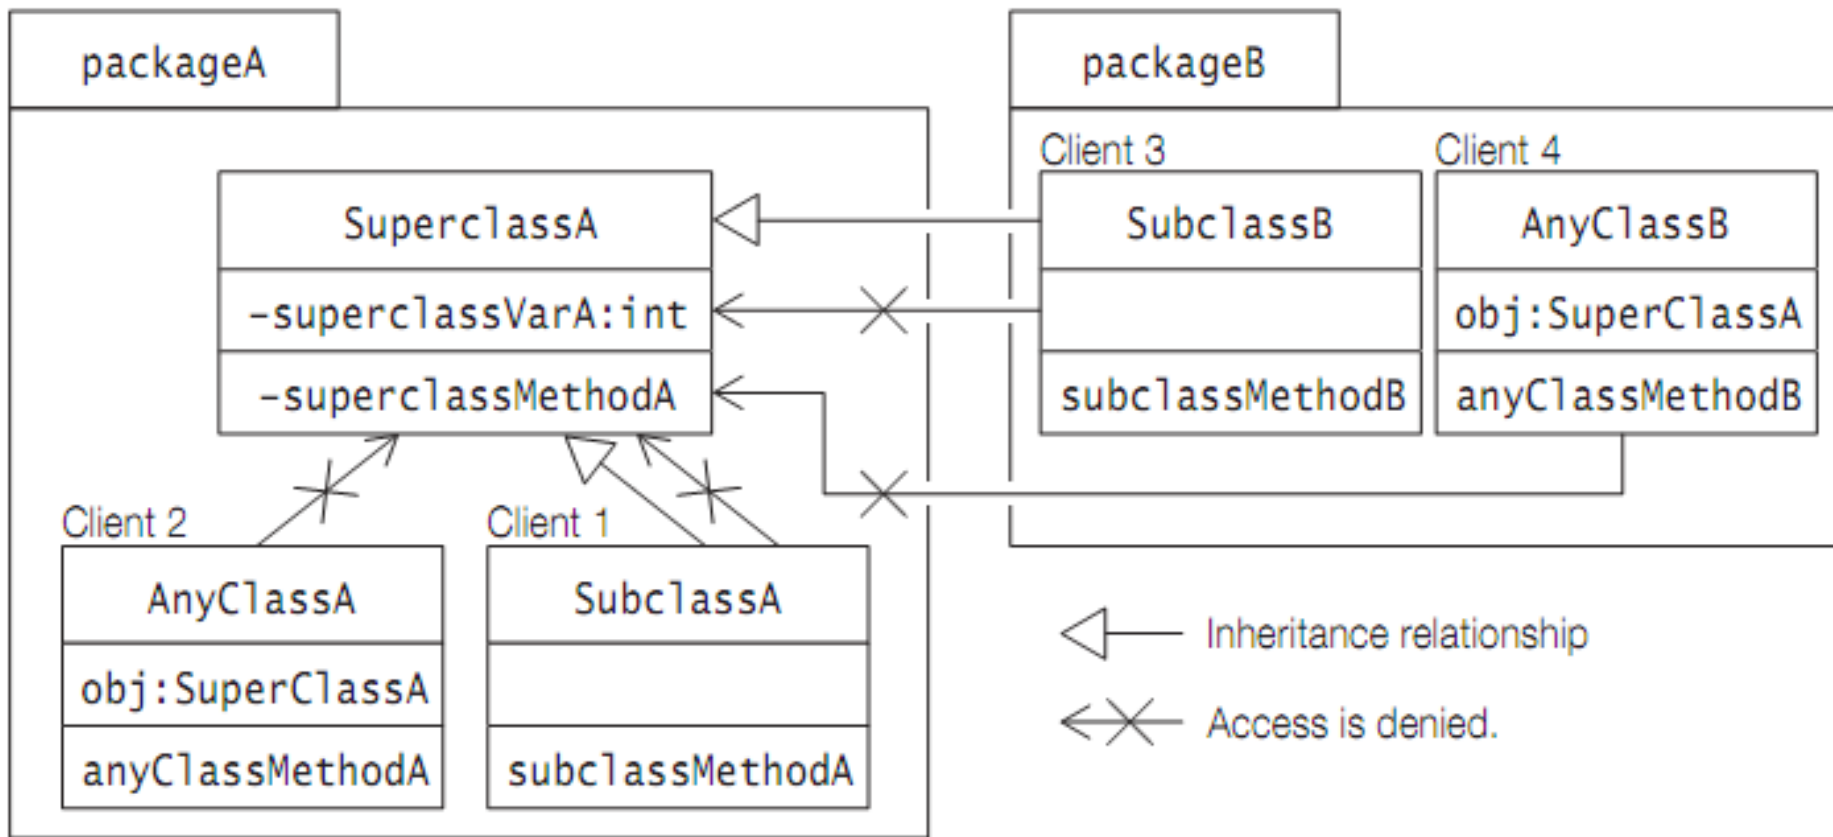 packageA
SuperclassA
-superclassVarA:int
-superclassMethodA
Client 2
AnyClassA
obj:SuperClassA
anyClassMethodA
Client 1
SubclassA
subclassMethodA
packageB
Client 3
SubclassB
subclassMethodB
Client 4
AnyClassB
obj:SuperClassA
anyClassMethodB
Inheritance relationship
Access is denied.